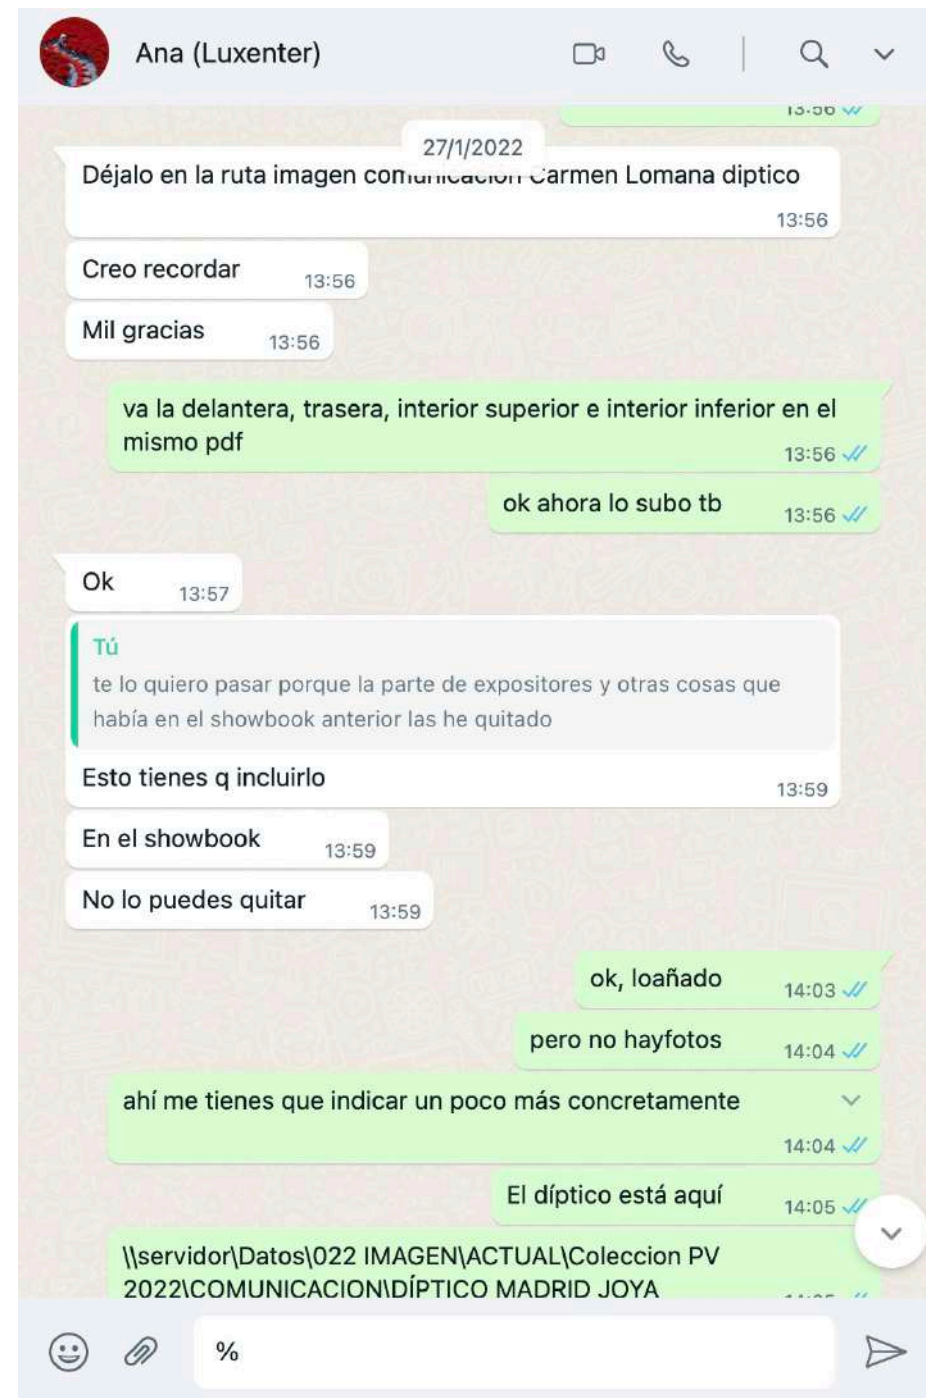 Ana (Luxenter)
13:56
27/1/2022
Déjalo en la ruta imagen comunicacion Carmen Lomana diptico
13:56
Creo recordar 13:56
Mil gracias 13:56
va la delantera, trasera, interior superior e interior inferior en el
mismo pdf
13:56
ok ahora lo subo tb 13:56
Ok 13:57
Tú
te lo quiero pasar porque la parte de expositores y otras cosas que
había en el showbook anterior las he quitado
Esto tienes q incluirlo 13:59
En el showbook 13:59
No lo puedes quitar 13:59
ok, loañado 14:03
pero no hayfotos 14:04
ahí me tienes que indicar un poco más concretamente
14:04
El díptico está aquí 14:05
\\servidor\Datos\022 IMAGEN\ACTUAL\Coleccion PV
2022\COMUNICACION\DÍPTICO MADRID JOYA
%